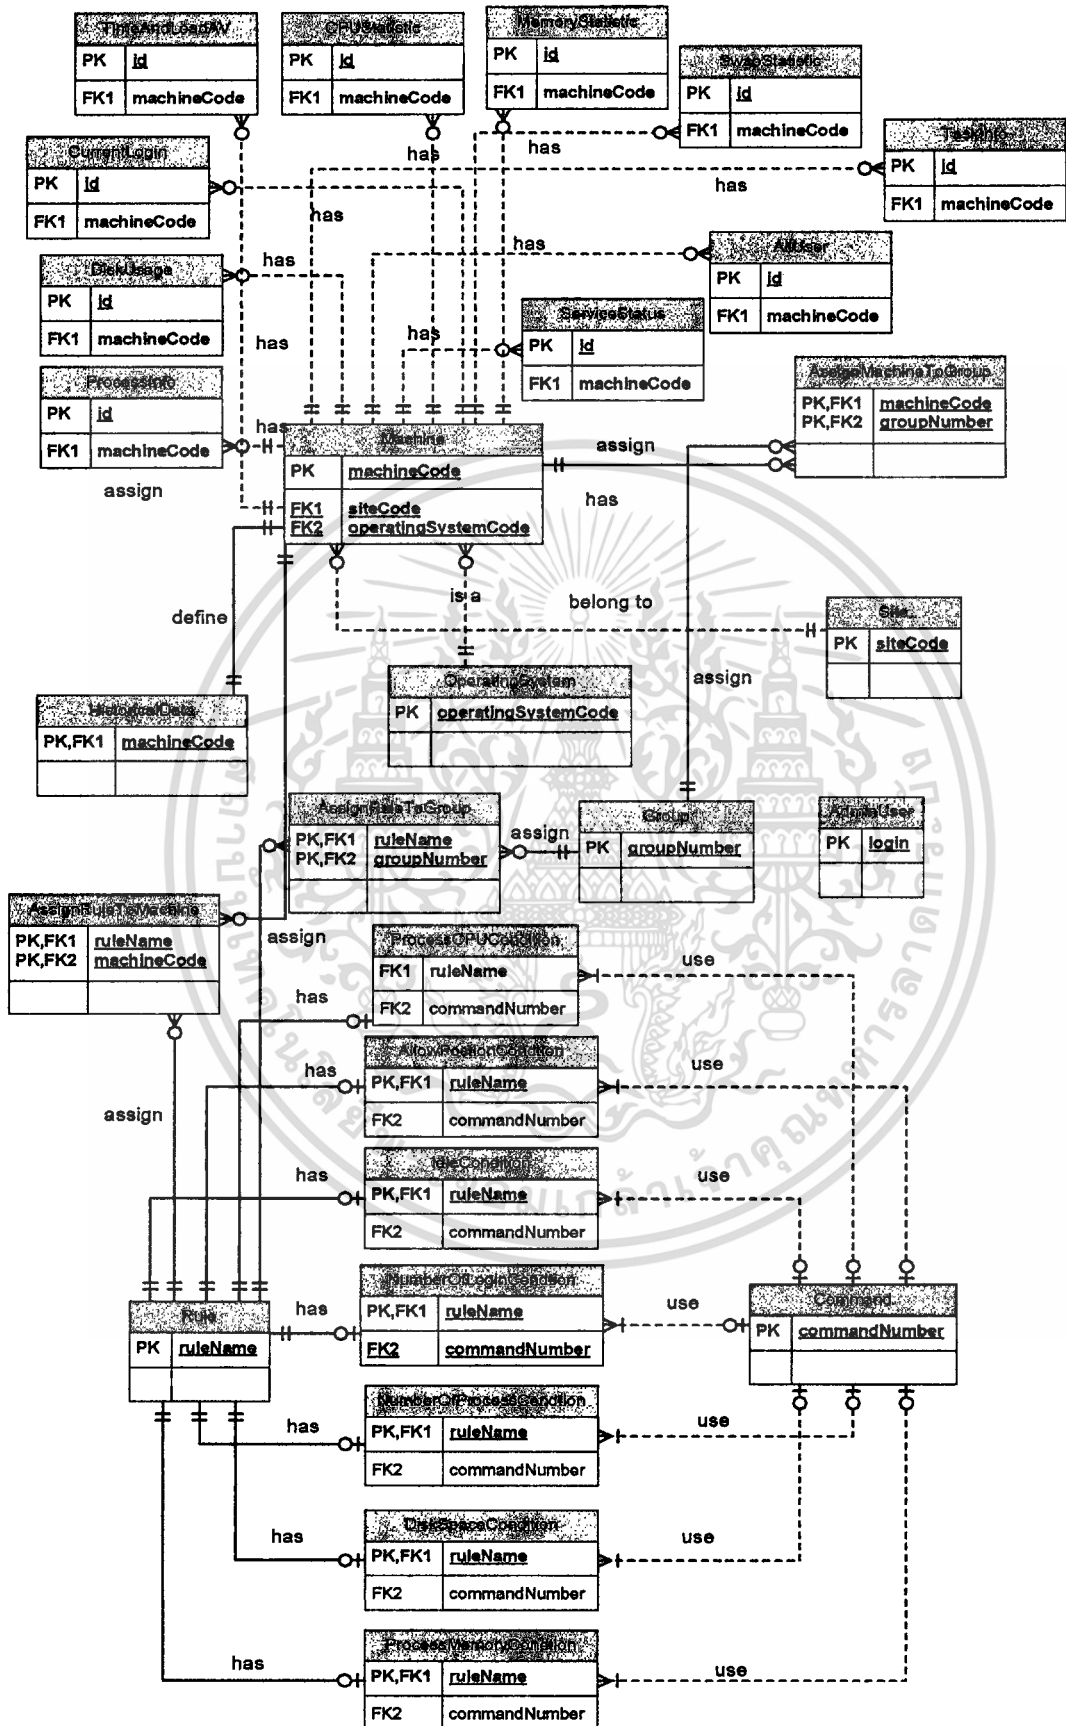 TimeAndLoadAV
PK id
FK1 machineCode
CPUStatistic
PK id
FK1 machineCode
MemoryStatistic
PK id
FK1 machineCode
SwapStatistic
PK id
FK1 machineCode
TaskInfo
PK id
FK1 machineCode
CurrentLogin
PK id
FK1 machineCode
has
has
has
has
has
DiskUsage
PK id
FK1 machineCode
has
AllUser
PK id
FK1 machineCode
ServiceStatus
PK id
FK1 machineCode
has
has
ProcessInfo
PK id
FK1 machineCode
has
assign
AssignMachineToGroup
PK,FK1 machineCode
PK,FK2 groupNumber
Machine
PK machineCode
FK1 siteCode
FK2 operatingSystemCode
assign
has
define
is a
belong to
Site
PK siteCode
assign
OperatingSystem
PK operatingSystemCode
HistoricalData
PK,FK1 machineCode
AssignRuleToGroup
PK,FK1 ruleName
PK,FK2 groupNumber
assign
Group
PK groupNumber
AdminUser
PK login
AssignRuleToMachine
PK,FK1 ruleName
PK,FK2 machineCode
assign
ProcessCPUCondition
FK1 ruleName
FK2 commandNumber
has
use
AllowPositionCondition
PK,FK1 ruleName
FK2 commandNumber
has
use
assign
IdleCondition
PK,FK1 ruleName
FK2 commandNumber
has
use
NumberOfLoginCondition
PK,FK1 ruleName
FK2 commandNumber
has
use
Rule
PK ruleName
Command
PK commandNumber
NumberOfProcessCondition
PK,FK1 ruleName
FK2 commandNumber
has
use
DiskSpaceCondition
PK,FK1 ruleName
FK2 commandNumber
has
use
ProcessMemoryCondition
PK,FK1 ruleName
FK2 commandNumber
has
use